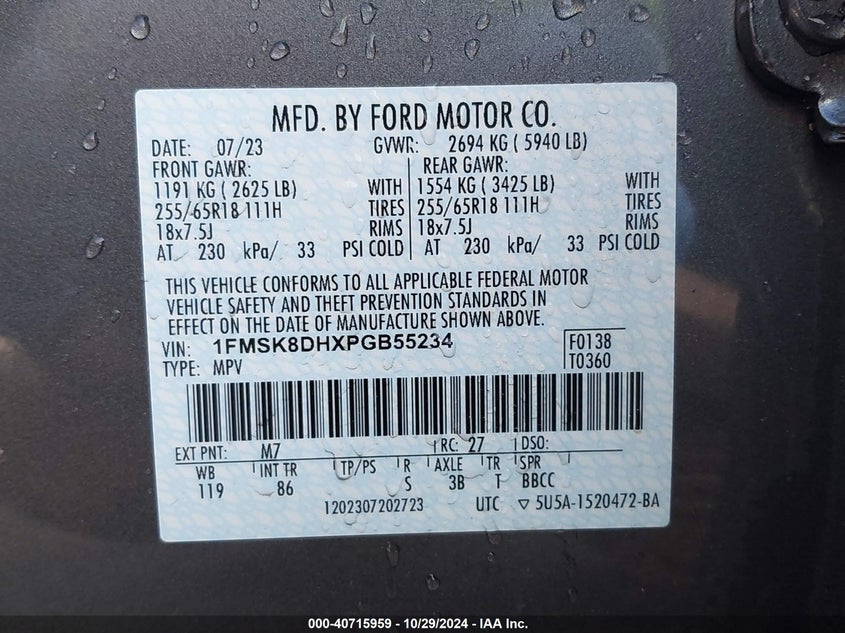 MFD. BY FORD MOTOR CO.
DATE: 07/23 GVWR: 2694 KG ( 5940 LB)
FRONT GAWR: REAR GAWR:
1191 KG ( 2625 LB) WITH 1554 KG ( 3425 LB) WITH
255/65R18 111H TIRES 255/65R18 111H TIRES
18x7.5J RIMS 18x7.5J RIMS
AT 230 kPa/ 33 PSI COLD AT 230 kPa/ 33 PSI COLD
THIS VEHICLE CONFORMS TO ALL APPLICABLE FEDERAL MOTOR
VEHICLE SAFETY AND THEFT PREVENTION STANDARDS IN
EFFECT ON THE DATE OF MANUFACTURE SHOWN ABOVE.
VIN: 1FMSK8DHXPGB55234 F0138
TYPE: MPV T0360
EXT PNT: M7 RC: 27 DSO:
WB INT TR TP/PS R AXLE TR SPR
119 86 S 3B T BBCC
1202307202723 UTC ▽ 5U5A-1520472-BA
000-40715959 - 10/29/2024 - IAA Inc.